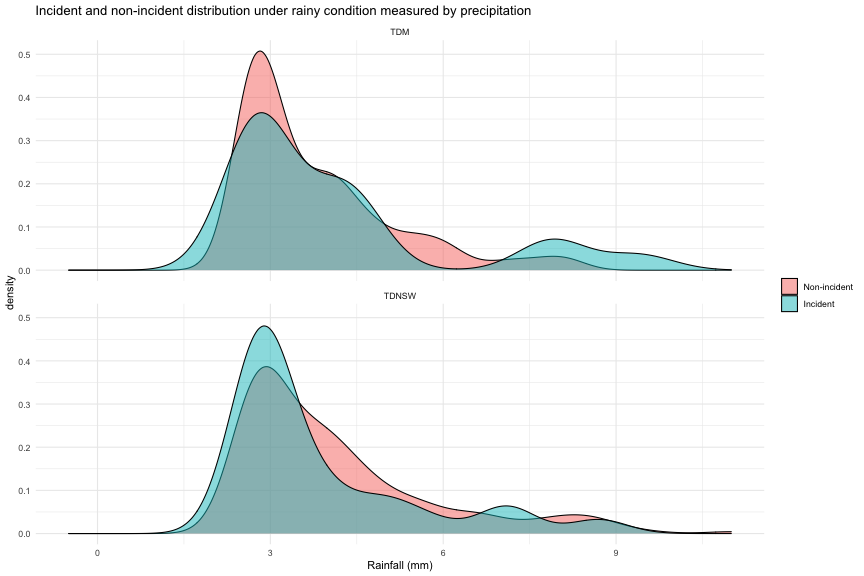 Incident and non-incident distribution under rainy condition measured by precipitation
TDM
0.5
0.4
0.3
0.2
0.1
0.0
density
TDNSW
0.5
0.4
0.3
0.2
0.1
0.0
0 3 6 9
Rainfall (mm)
Non-incident
Incident